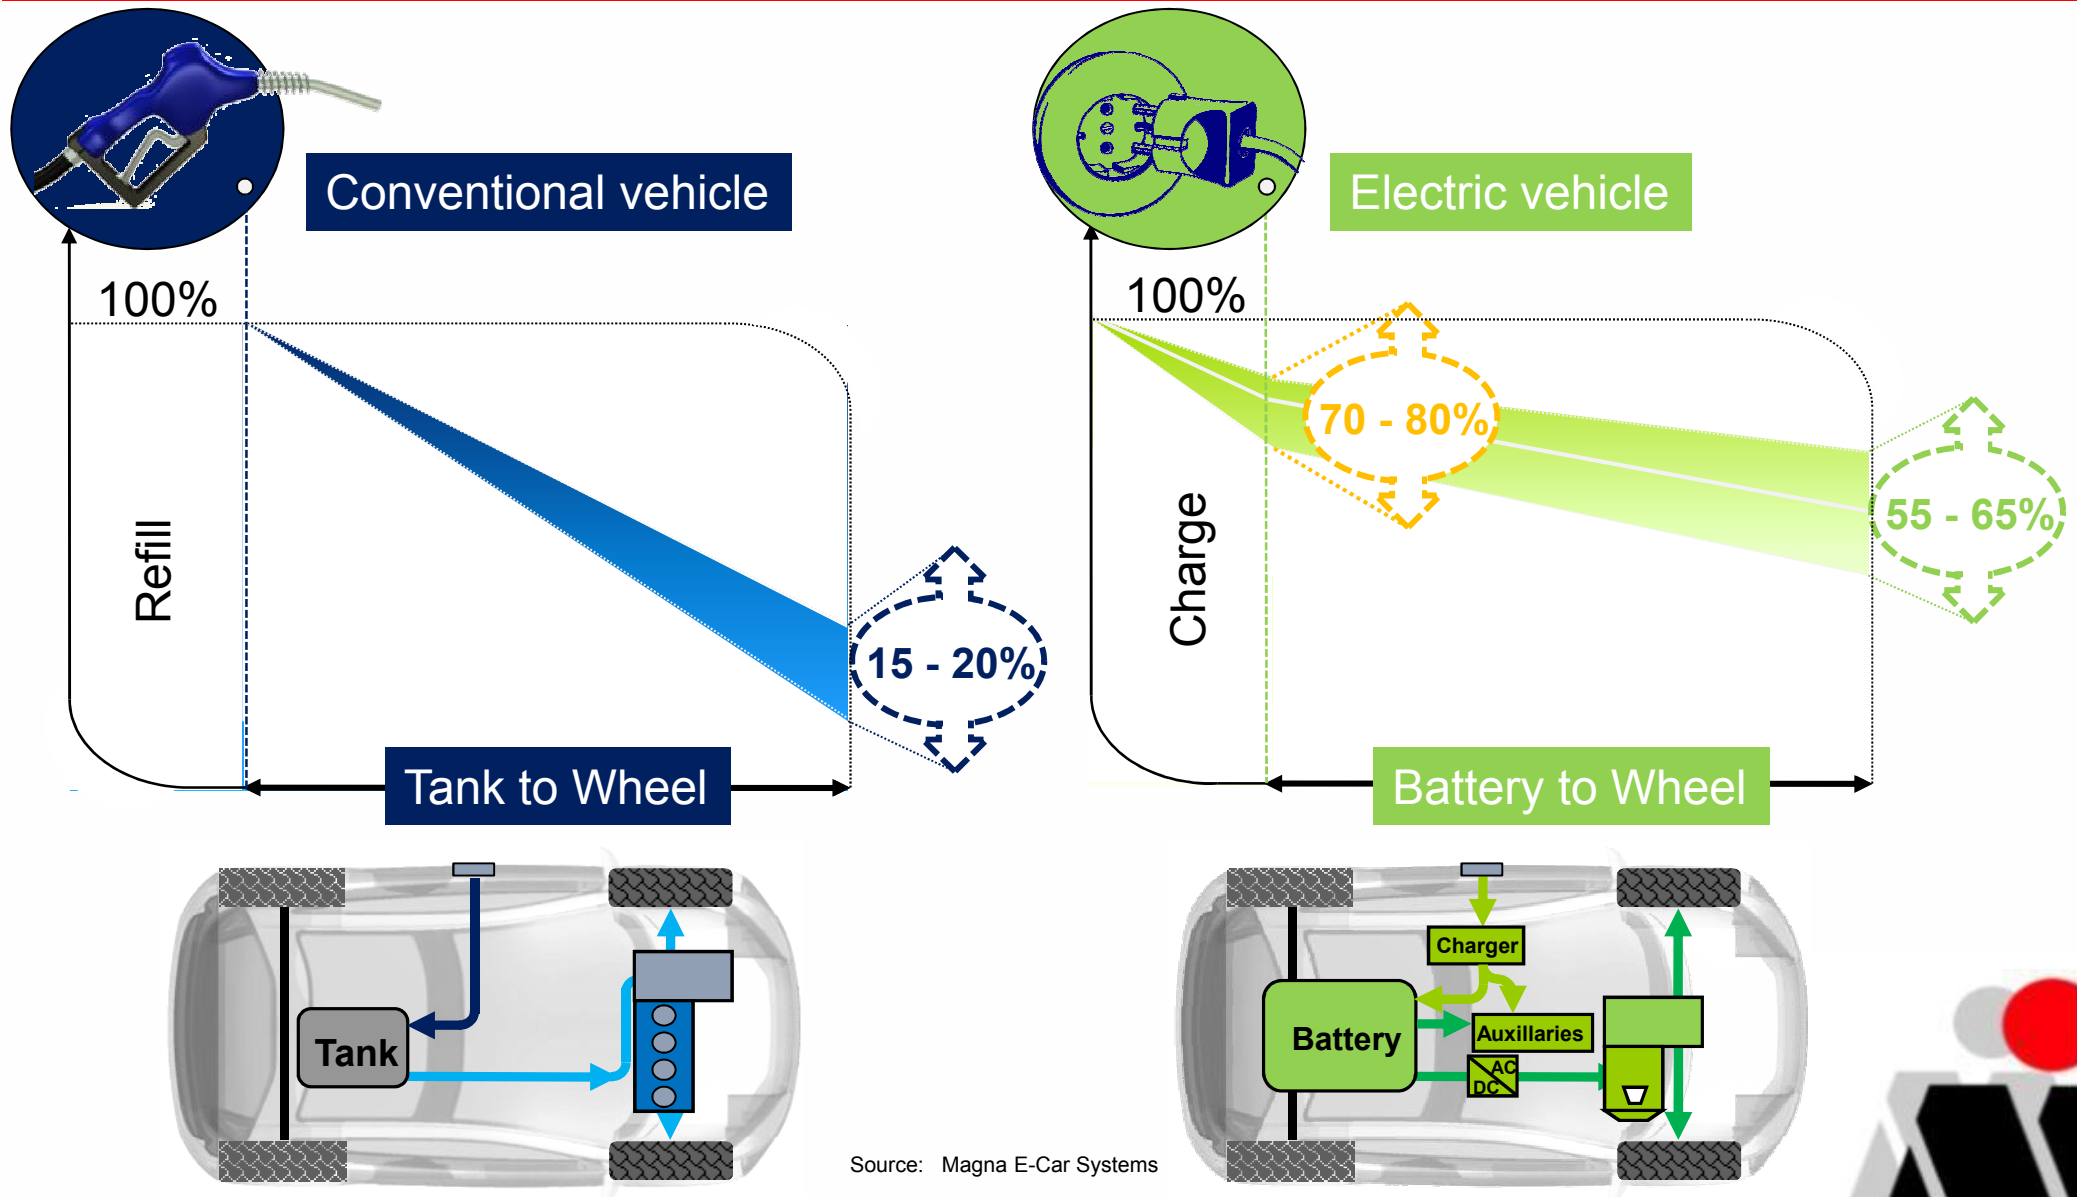 Conventional vehicle
100%
Refill
15 - 20%
Tank to Wheel
Tank
Electric vehicle
100%
70 - 80%
55 - 65%
Charge
Battery to Wheel
Charger
Battery
Auxillaries
AC
DC
Source: Magna E-Car Systems